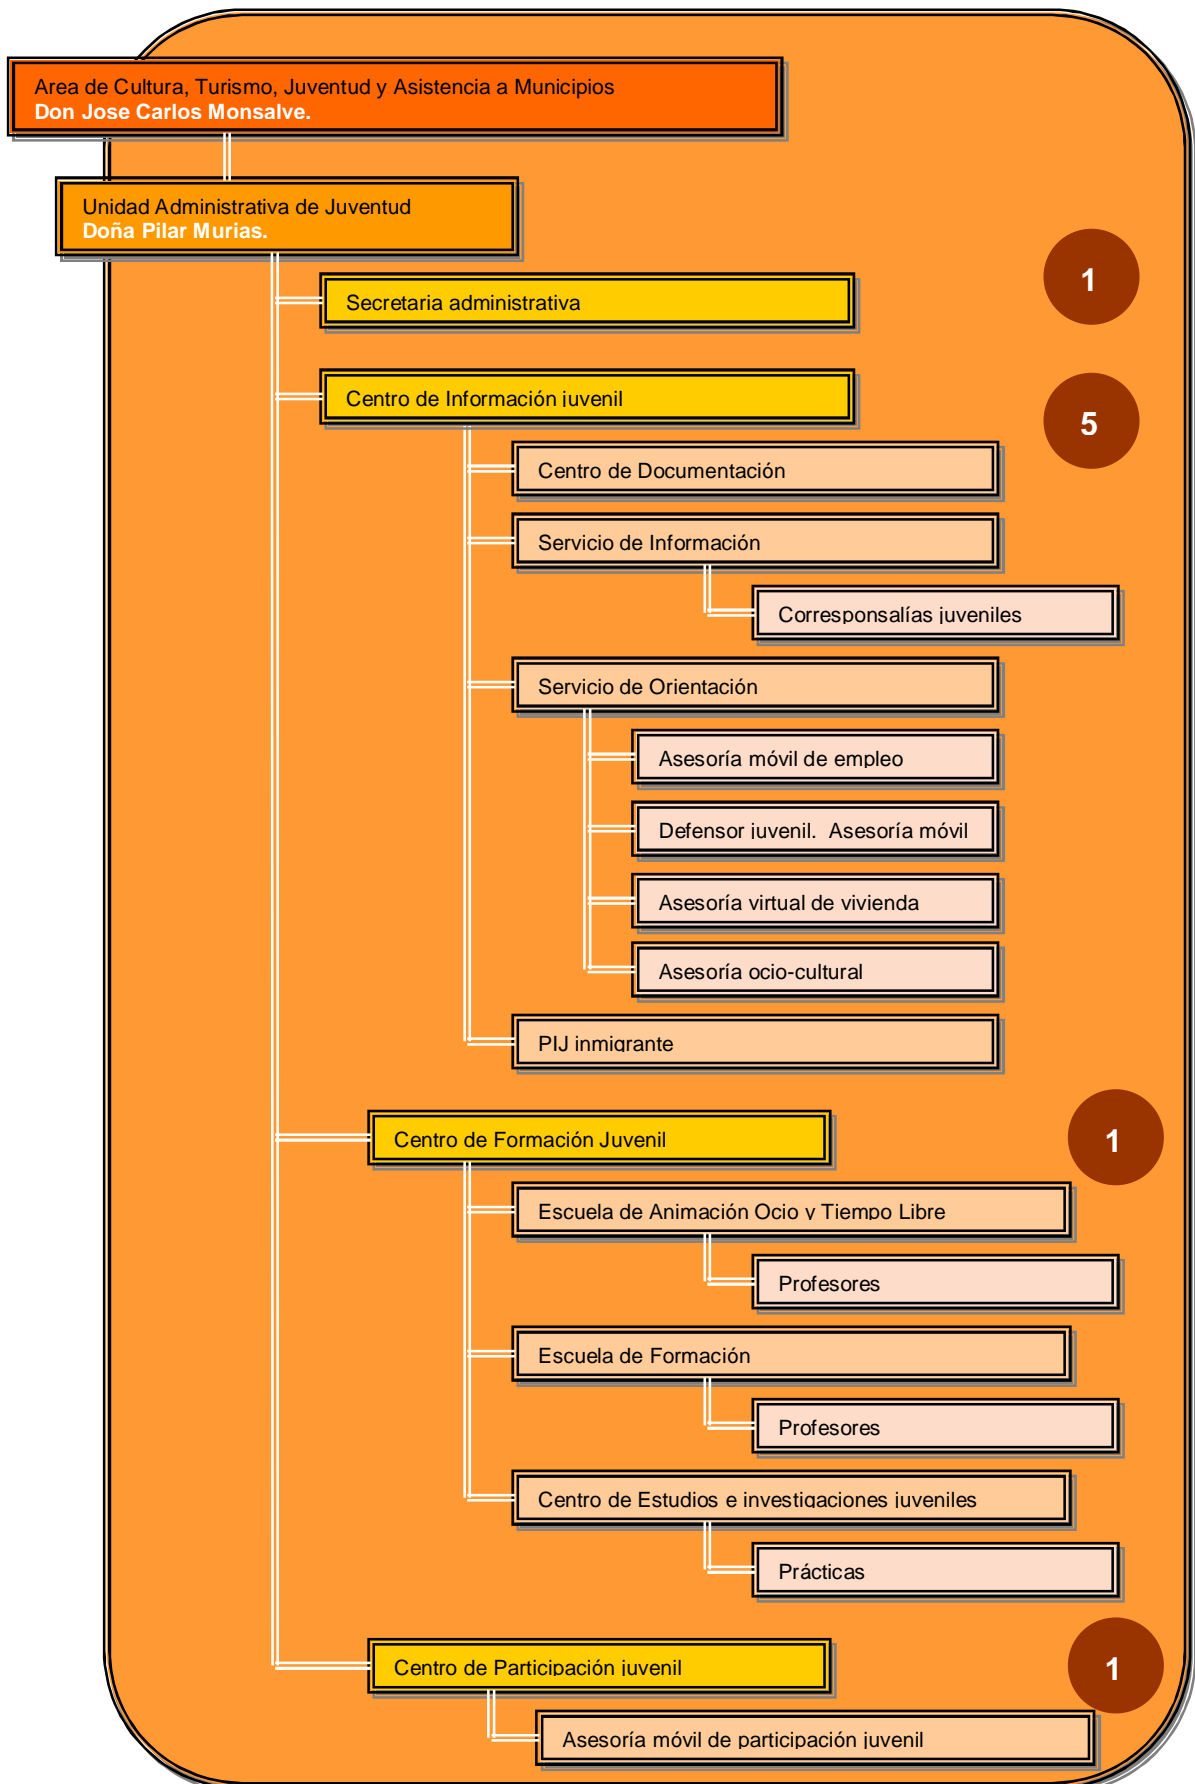 Area de Cultura, Turismo, Juventud y Asistencia a Municipios
Don Jose Carlos Monsalve.
Unidad Administrativa de Juventud
Doña Pilar Murias.
1
Secretaria administrativa
Centro de Información juvenil
5
Centro de Documentación
Servicio de Información
Corresponsalías juveniles
Servicio de Orientación
Asesoría móvil de empleo
Defensor juvenil.  Asesoría móvil
Asesoría virtual de vivienda
Asesoría ocio-cultural
PIJ inmigrante
Centro de Formación Juvenil
1
Escuela de Animación Ocio y Tiempo Libre
Profesores
Escuela de Formación
Profesores
Centro de Estudios e investigaciones juveniles
Prácticas
Centro de Participación juvenil
1
Asesoría móvil de participación juvenil